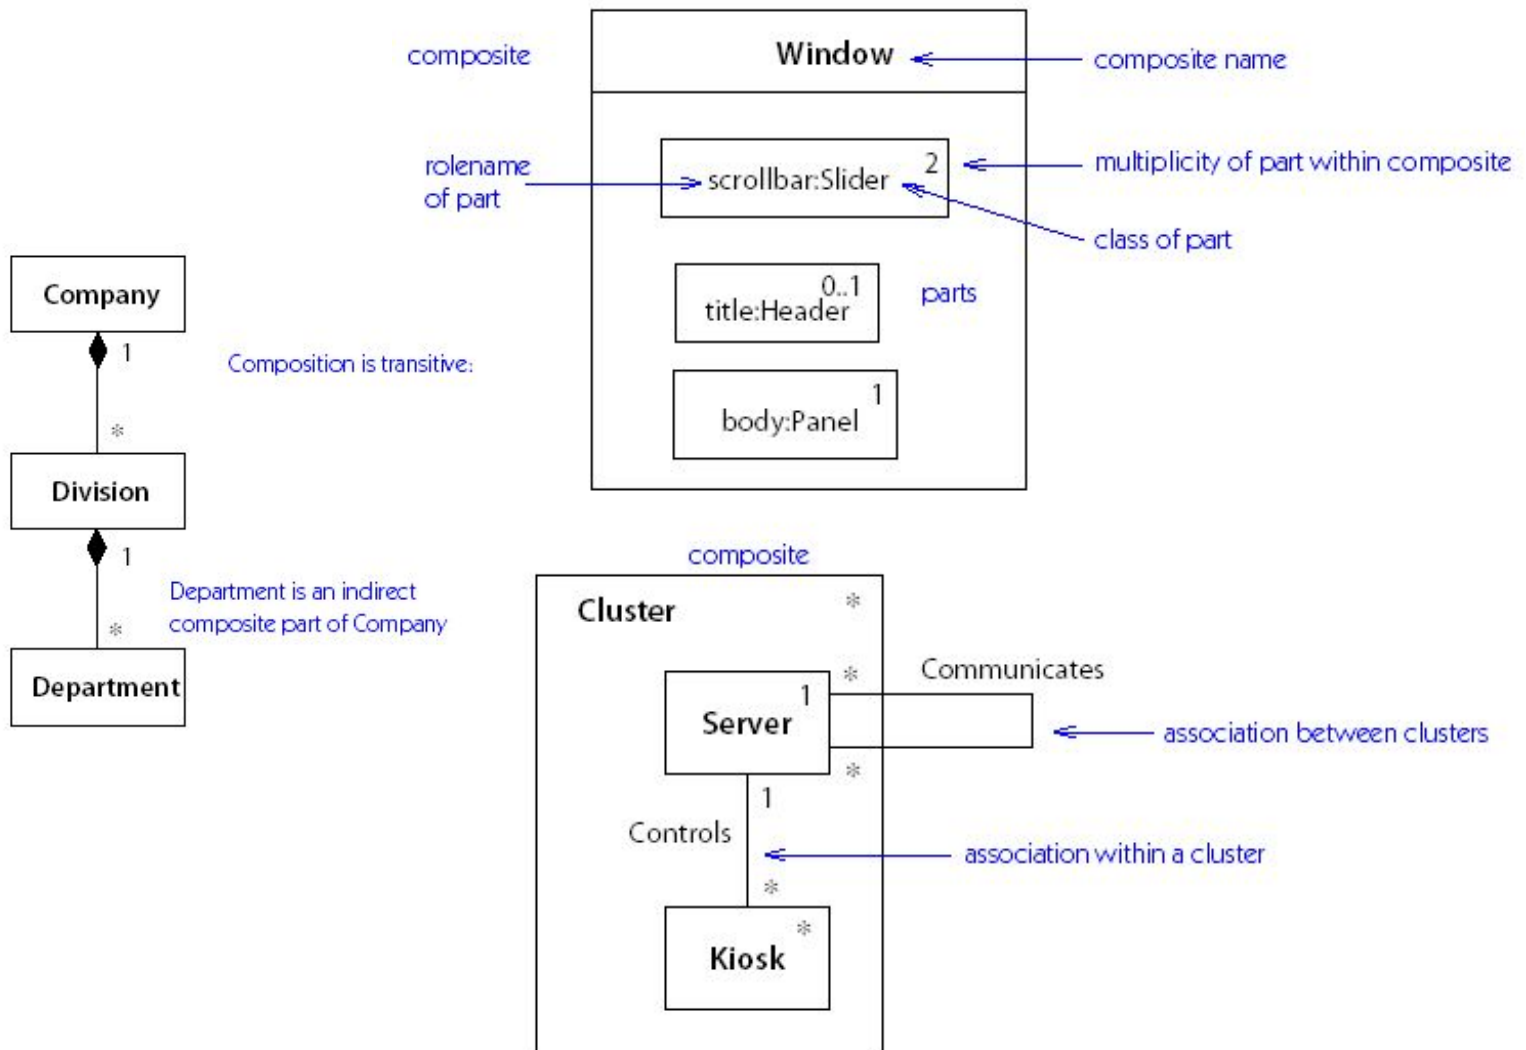 composite
Window
composite name
rolename
of part
scrollbar:Slider
2
multiplicity of part within composite
class of part
title:Header
0..1
parts
body:Panel
1
Company
1
Composition is transitive:
*
Division
1
Department is an indirect
composite part of Company
*
Department
composite
Cluster
*
Server
1
*
Communicates
*
association between clusters
1
Controls
association within a cluster
*
Kiosk
*